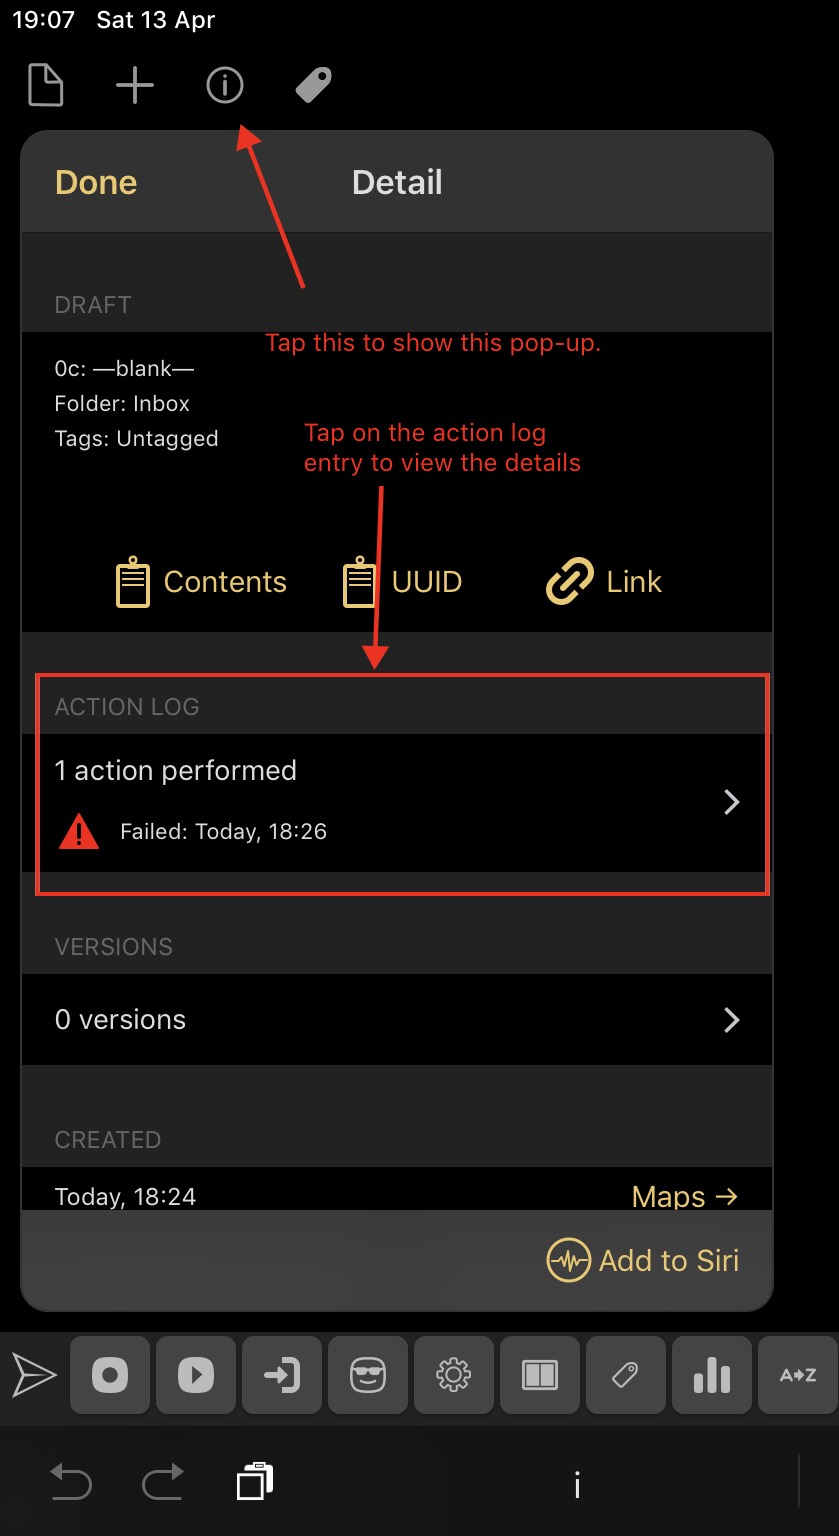 19:07 Sat 13 Apr
Done Detail
DRAFT
Tap this to show this pop-up.
0c: —blank—
Folder: Inbox
Tags: Untagged
Tap on the action log
entry to view the details
Contents UUID Link
ACTION LOG
1 action performed
Failed: Today, 18:26
VERSIONS
0 versions
CREATED
Today, 18:24 Maps →
Add to Siri
A➔Z
i